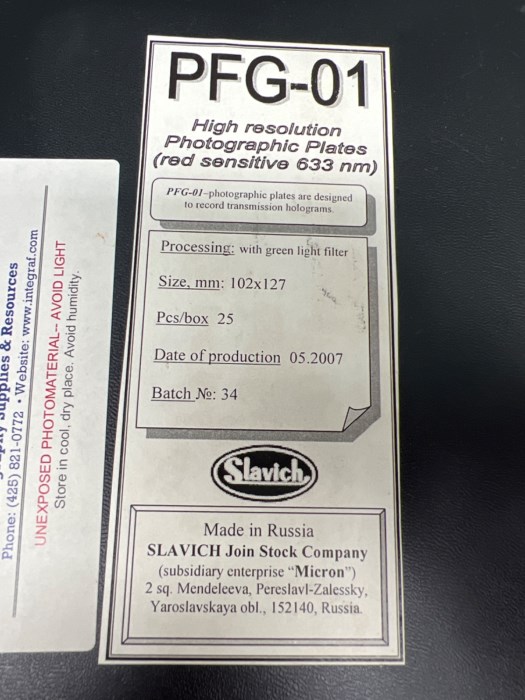 PFG-01
High resolution
Photographic Plates
(red sensitive 633 nm)
PFG-01-photographic plates are designed
to record transmission holograms.
Processing: with green light filter
Size, mm: 102x127
Pcs/box 25
Date of production 05.2007
Batch №: 34
Slavich
Made in Russia
SLAVICH Join Stock Company
(subsidiary enterprise “Micron”)
2 sq. Mendeleeva, Pereslavl-Zalessky,
Yaroslavskaya obl., 152140, Russia.
Supplies & Resources
Phone: (425) 821-0772 • Website: www.integraf.com
UNEXPOSED PHOTOMATERIAL-- AVOID LIGHT
Store in cool, dry place. Avoid humidity.